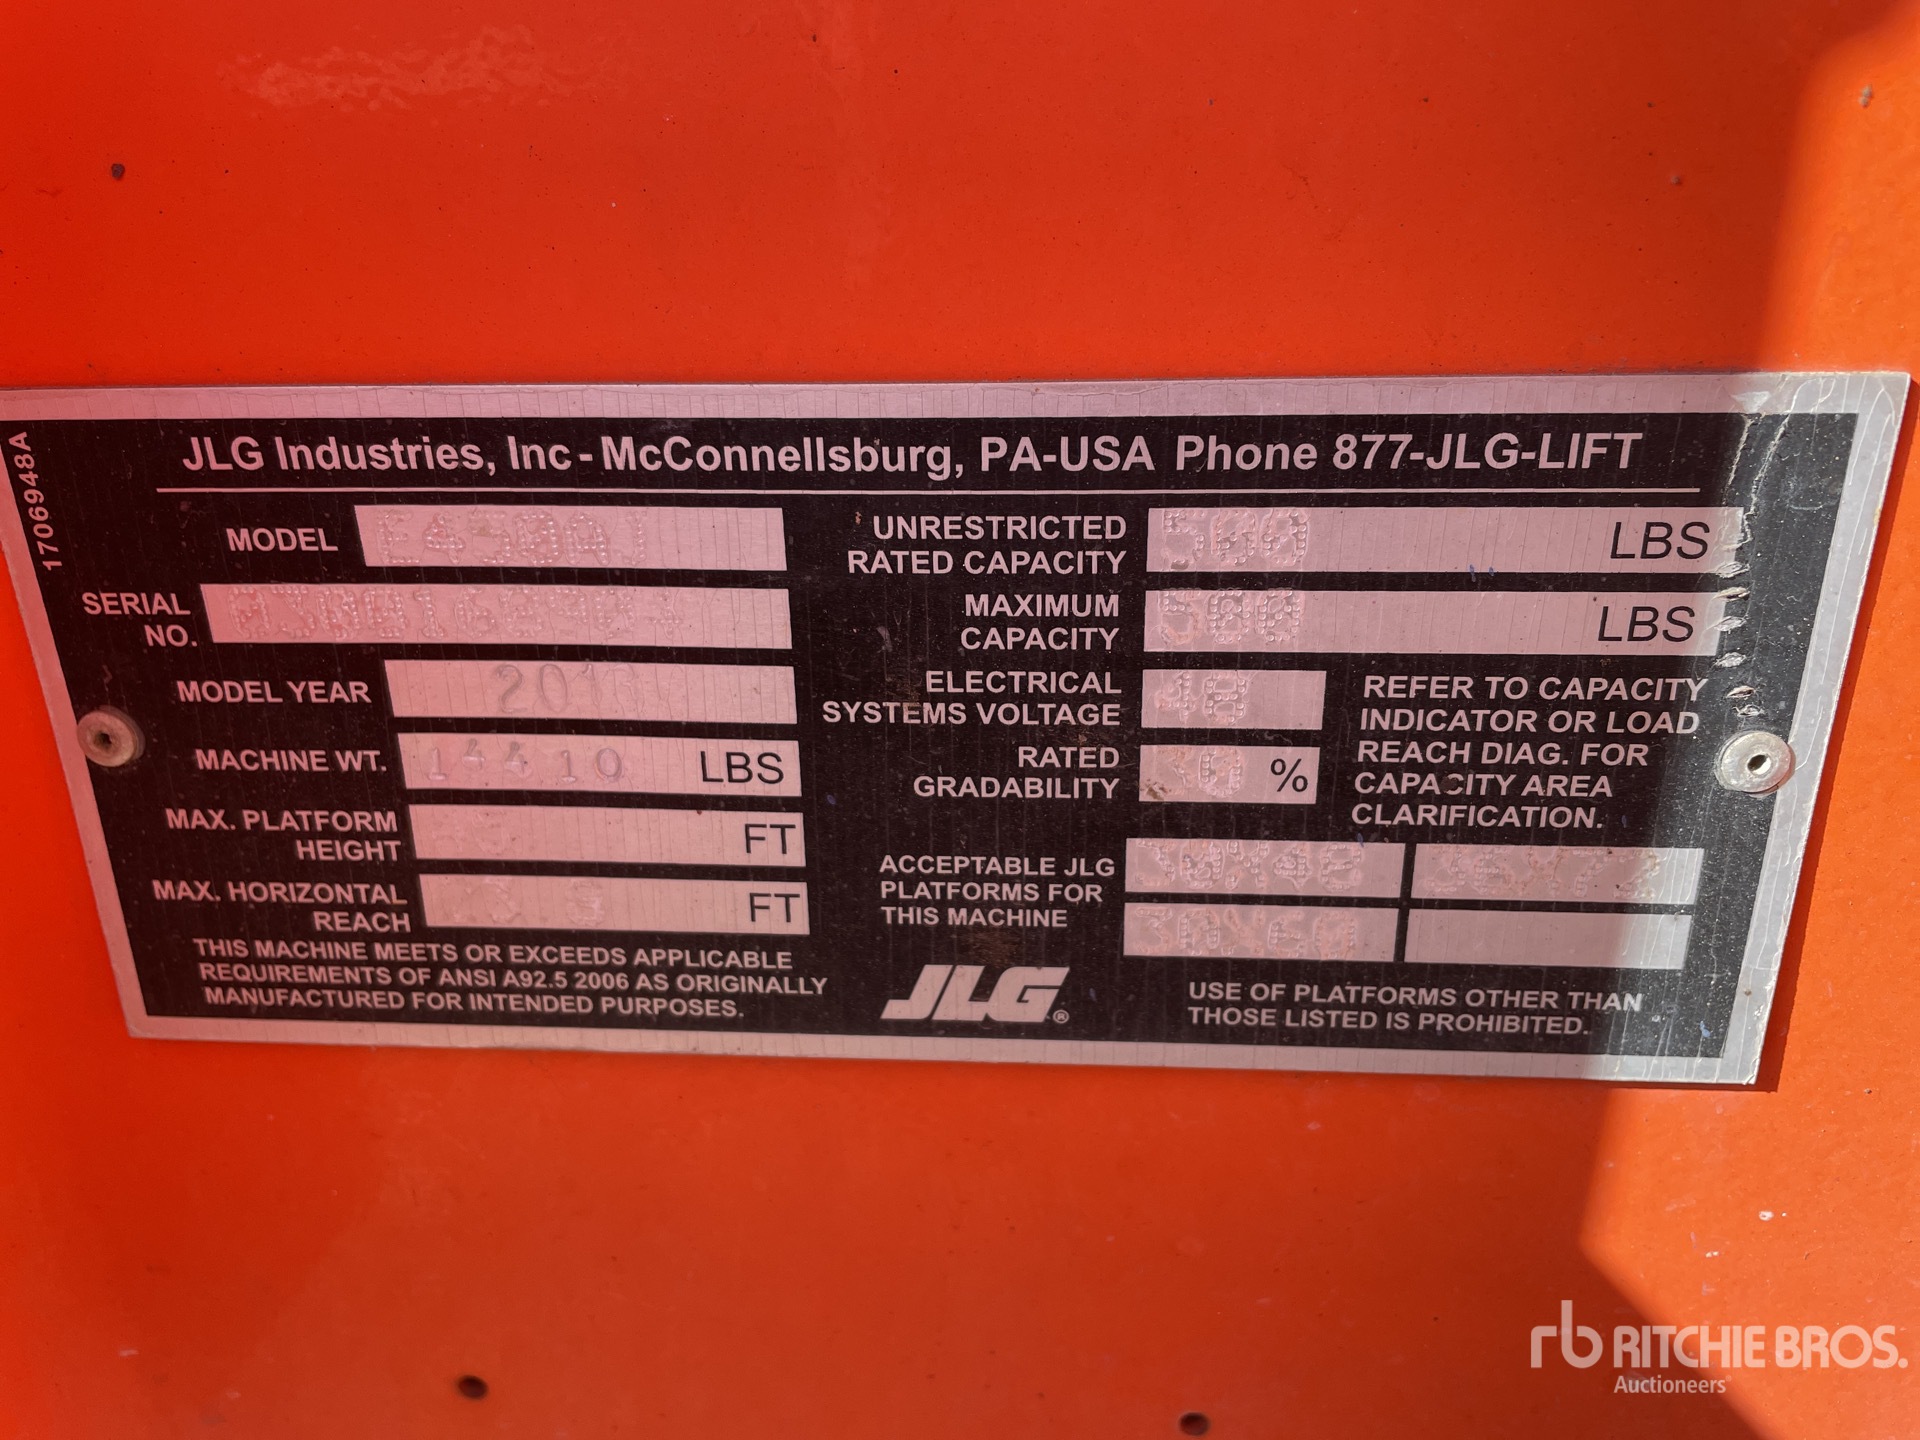 1706948A
JLG Industries, Inc - McConnellsburg, PA-USA Phone 877-JLG-LIFT
MODEL E450AJ
SERIAL
NO.
MODEL YEAR
MACHINE WT. 14410 LBS
MAX. PLATFORM
HEIGHT FT
MAX. HORIZONTAL
REACH FT
THIS MACHINE MEETS OR EXCEEDS APPLICABLE
REQUIREMENTS OF ANSI A92.5 2006 AS ORIGINALLY
MANUFACTURED FOR INTENDED PURPOSES.
UNRESTRICTED
RATED CAPACITY 500 LBS
MAXIMUM
CAPACITY 500 LBS
ELECTRICAL
SYSTEMS VOLTAGE 48
RATED
GRADABILITY %
REFER TO CAPACITY
INDICATOR OR LOAD
REACH DIAG. FOR
CAPACITY AREA
CLARIFICATION.
ACCEPTABLE JLG
PLATFORMS FOR
THIS MACHINE
JLG ®
USE OF PLATFORMS OTHER THAN
THOSE LISTED IS PROHIBITED.
rb RITCHIE BROS.
Auctioneers